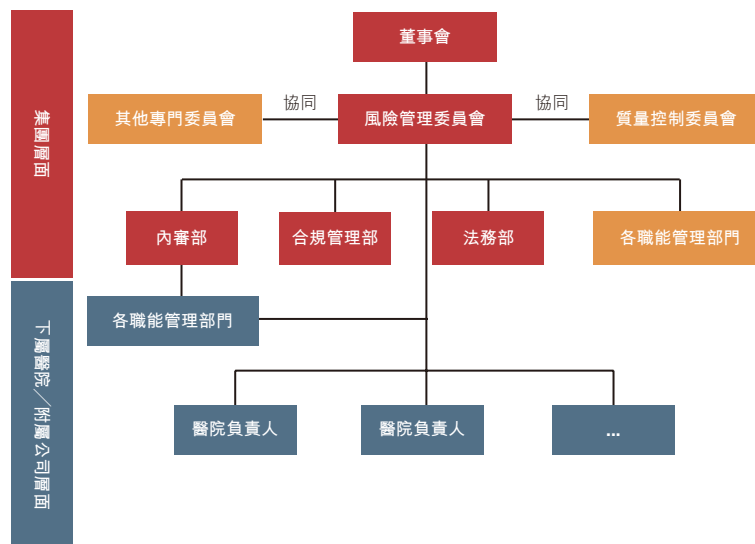 董事會
集團層面
其他專門委員會
協同
風險管理委員會
協同
質量控制委員會
內審部
合規管理部
法務部
各職能管理部門
下屬醫院／附屬公司層面
各職能管理部門
醫院負責人
醫院負責人
...